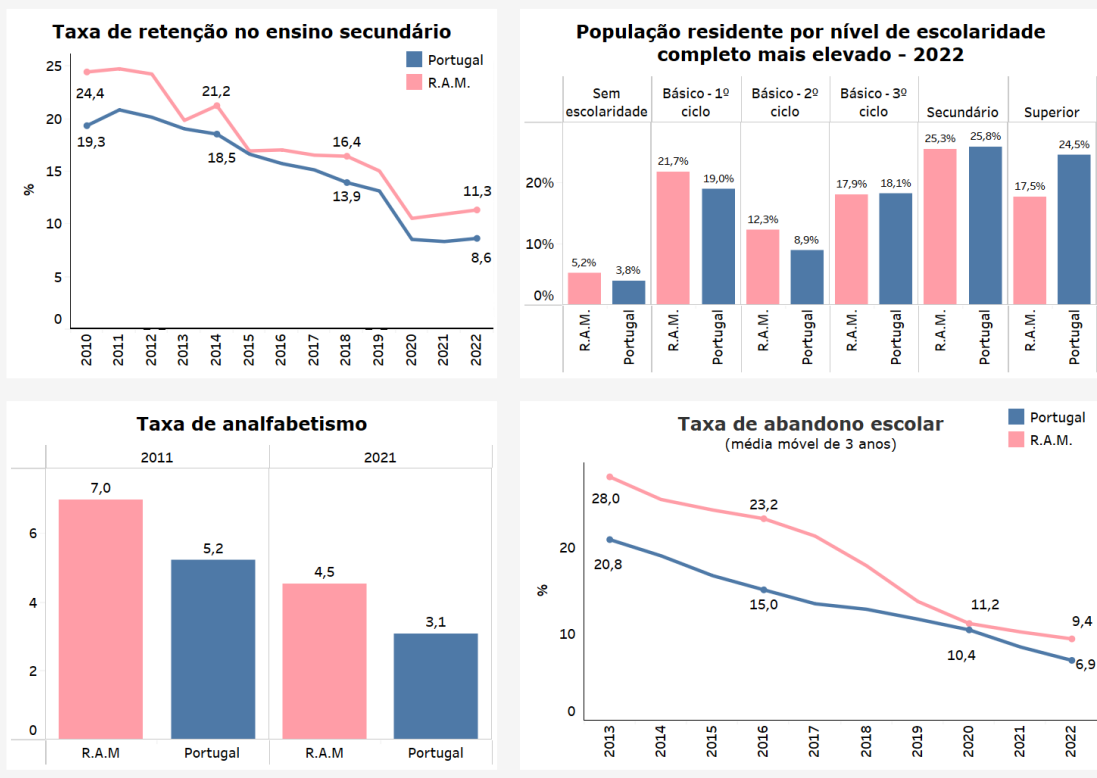 Taxa de retenção no ensino secundário
Portugal
R.A.M.
25
20
15
10
5
0
%
24,4
19,3
21,2
18,5
16,4
13,9
11,3
8,6
2010
2011
2012
2013
2014
2015
2016
2017
2018
2019
2020
2021
2022
População residente por nível de escolaridade
completo mais elevado - 2022
Sem
escolaridade
Básico - 1º
ciclo
Básico - 2º
ciclo
Básico - 3º
ciclo
Secundário
Superior
20%
10%
0%
5,2%
3,8%
21,7%
19,0%
12,3%
8,9%
17,9%
18,1%
25,3%
25,8%
17,5%
24,5%
R.A.M.
Portugal
R.A.M.
Portugal
R.A.M.
Portugal
R.A.M.
Portugal
R.A.M.
Portugal
R.A.M.
Portugal
Taxa de analfabetismo
2011
2021
6
4
2
0
7,0
5,2
4,5
3,1
R.A.M
Portugal
R.A.M
Portugal
Taxa de abandono escolar
(média móvel de 3 anos)
Portugal
R.A.M.
20
10
0
%
28,0
20,8
23,2
15,0
11,2
10,4
9,4
6,9
2013
2014
2015
2016
2017
2018
2019
2020
2021
2022